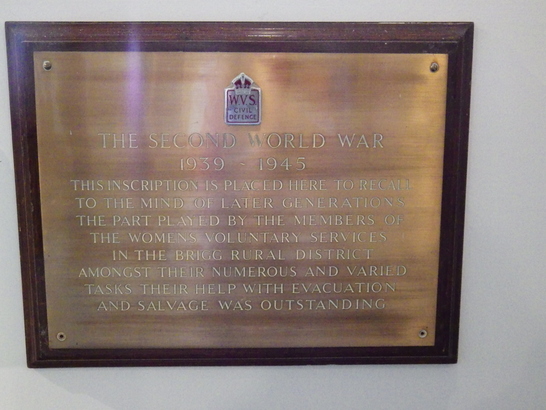 WVS
CIVIL
DEFENCE
THE SECOND WORLD WAR
1939 - 1945
THIS INSCRIPTION IS PLACED HERE TO RECALL
TO THE MIND OF LATER GENERATIONS
THE PART PLAYED BY THE MEMBERS OF
THE WOMENS VOLUNTARY SERVICES
IN THE BRIGG RURAL DISTRICT
AMONGST THEIR NUMEROUS AND VARIED
TASKS THEIR HELP WITH EVACUATION
AND SALVAGE WAS OUTSTANDING